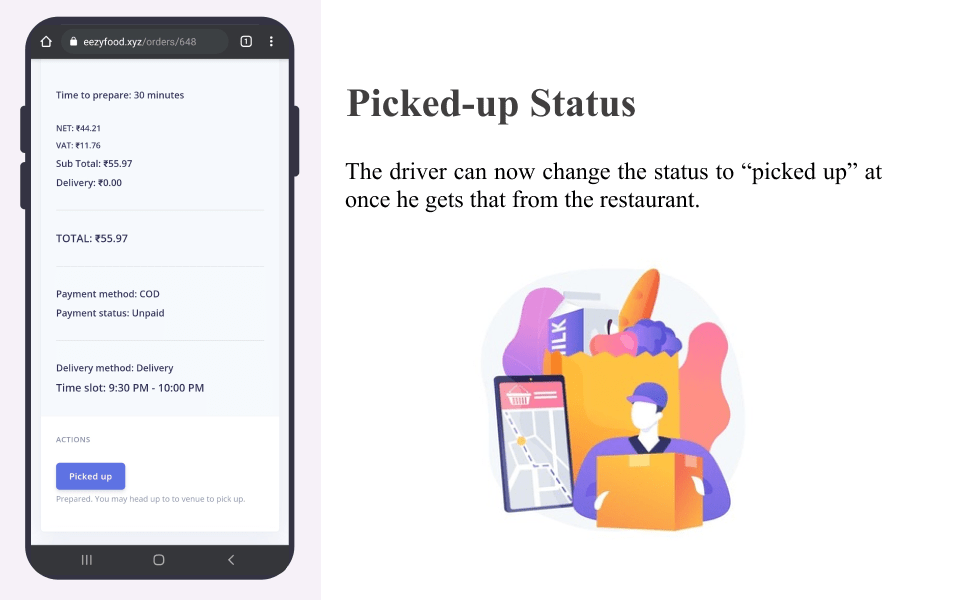 eezyfood.xyz/orders/648
1
Time to prepare: 30 minutes
NET: ₹44.21
VAT: ₹11.76
Sub Total: ₹55.97
Delivery: ₹0.00
TOTAL: ₹55.97
Payment method: COD
Payment status: Unpaid
Delivery method: Delivery
Time slot: 9:30 PM - 10:00 PM
ACTIONS
Picked up
Prepared. You may head up to to venue to pick up.
Picked-up Status
The driver can now change the status to “picked up” at
once he gets that from the restaurant.
MILK